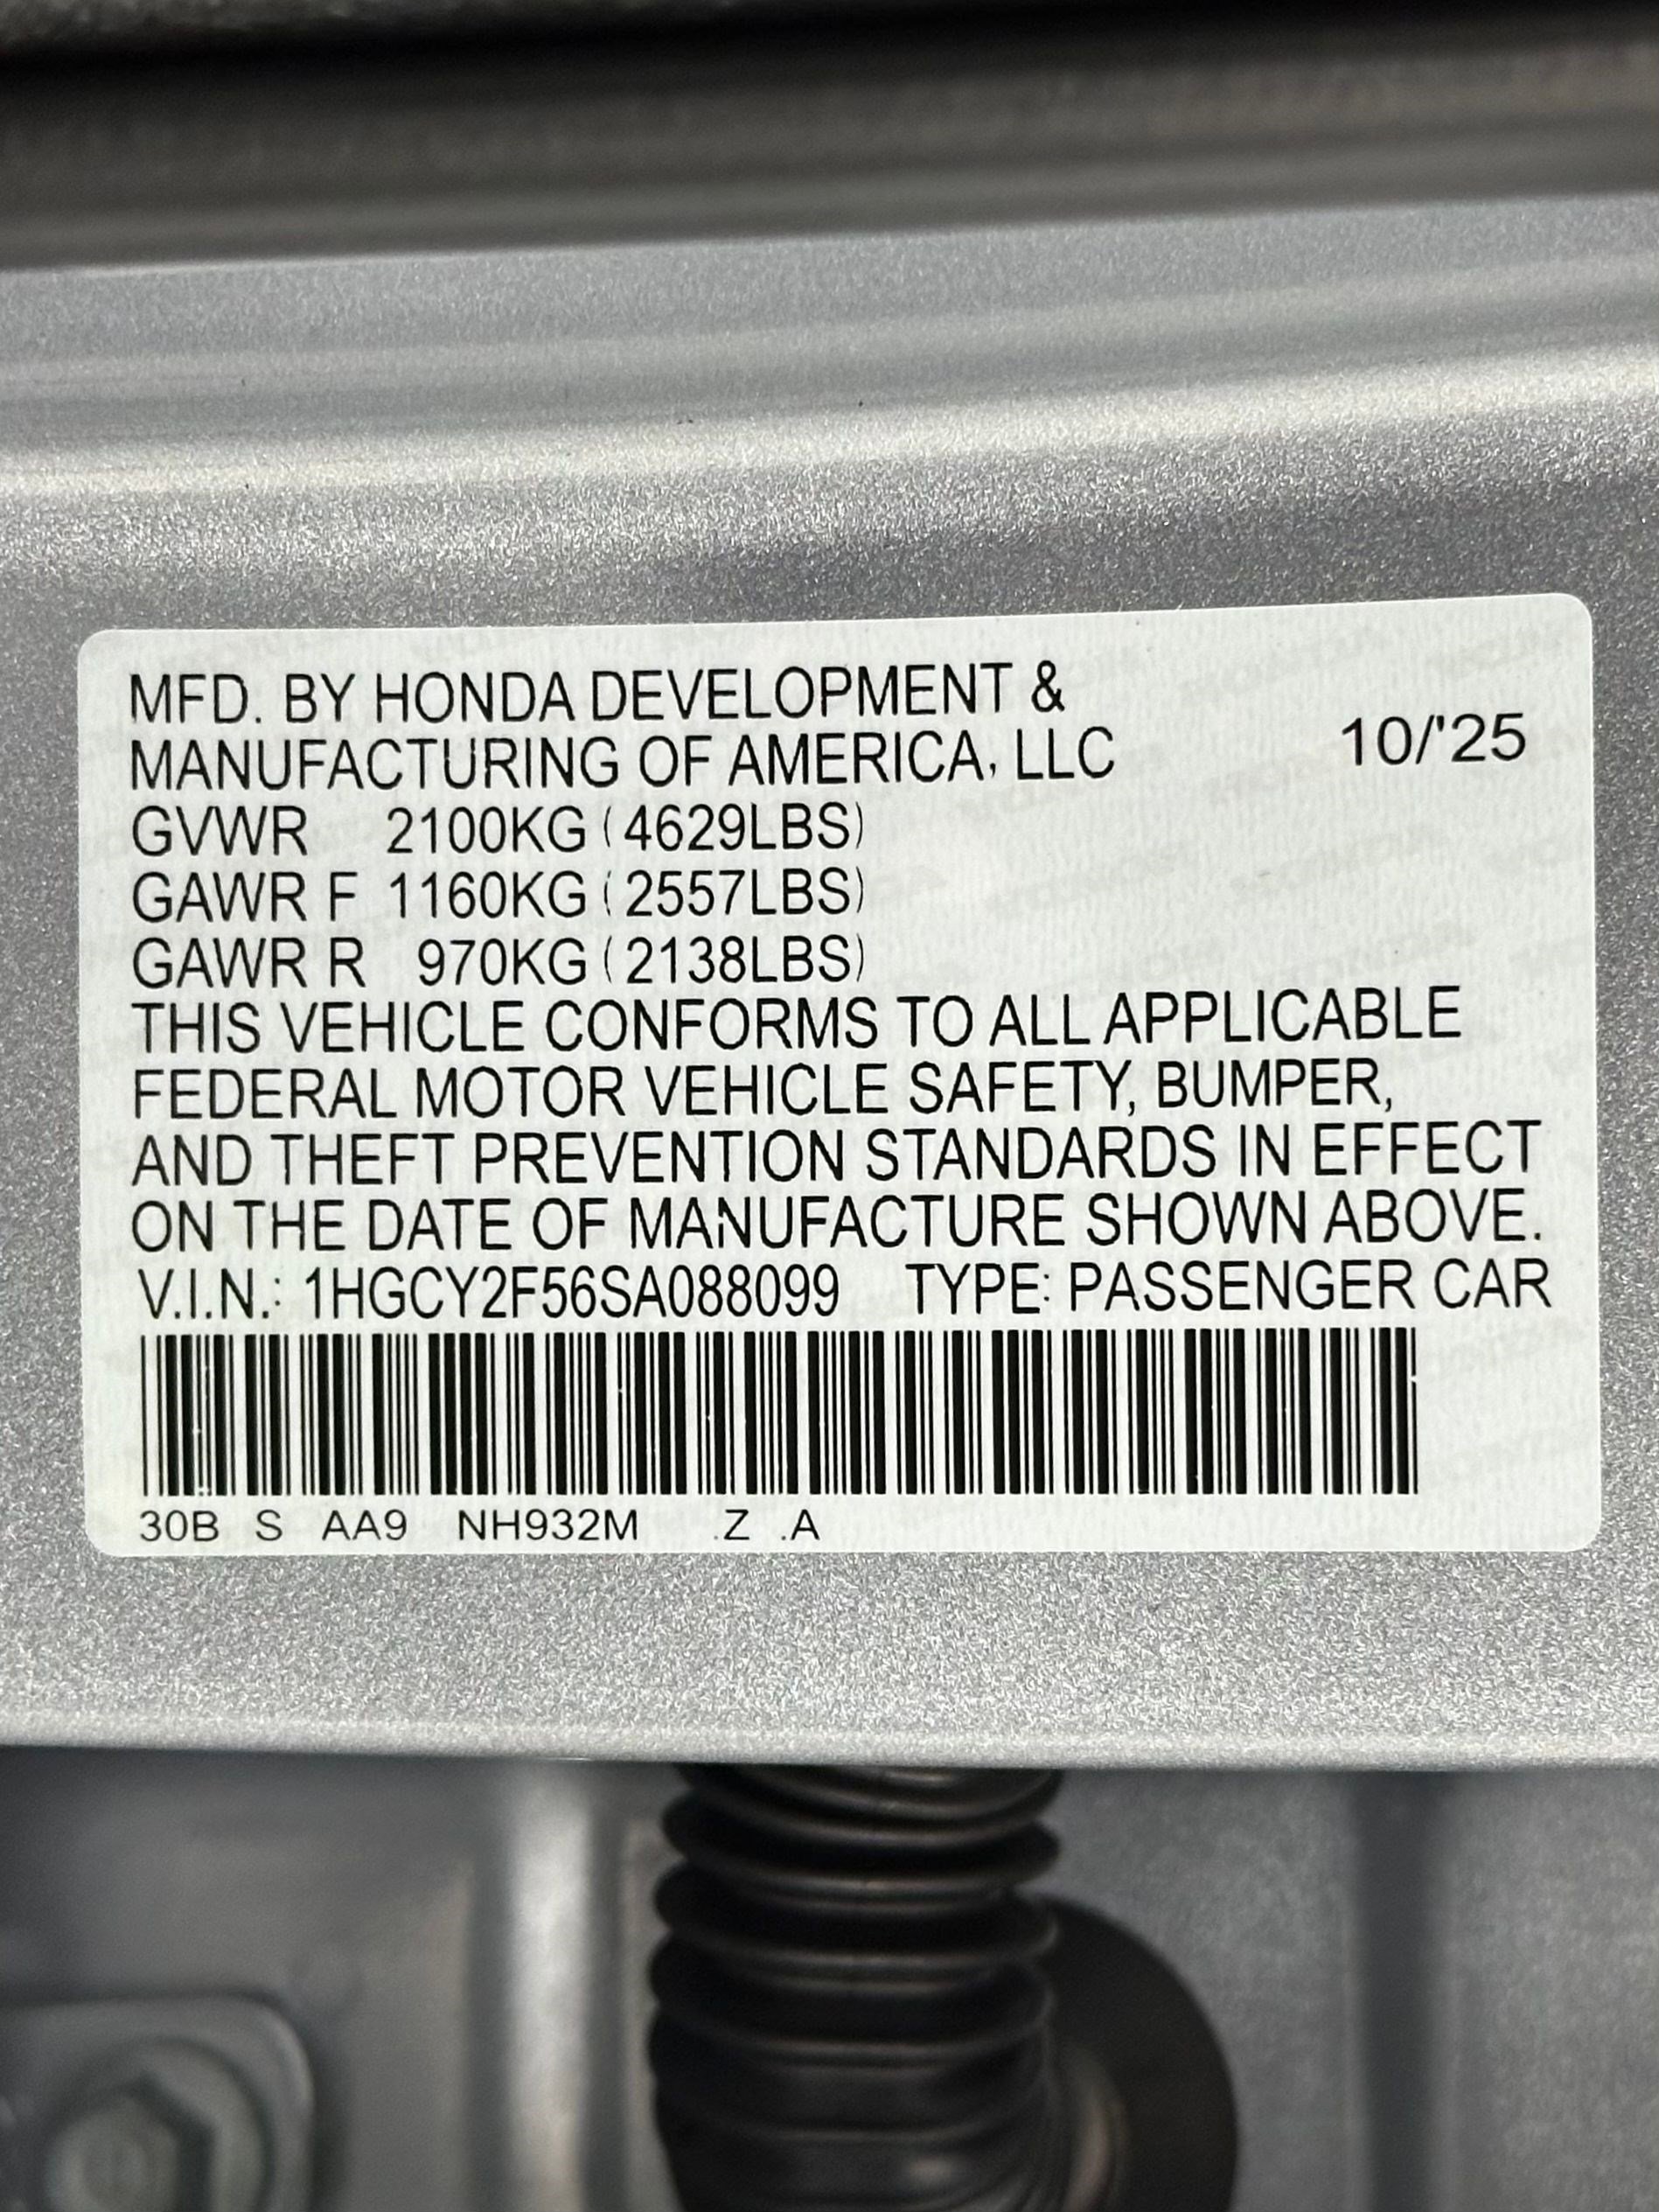 MFD. BY HONDA DEVELOPMENT &
MANUFACTURING OF AMERICA, LLC 10/'25
GVWR 2100KG (4629LBS)
GAWR F 1160KG (2557LBS)
GAWR R 970KG (2138LBS)
THIS VEHICLE CONFORMS TO ALL APPLICABLE
FEDERAL MOTOR VEHICLE SAFETY, BUMPER,
AND THEFT PREVENTION STANDARDS IN EFFECT
ON THE DATE OF MANUFACTURE SHOWN ABOVE.
V.I.N.: 1HGCY2F56SA088099 TYPE: PASSENGER CAR
30B S AA9 NH932M .Z .A